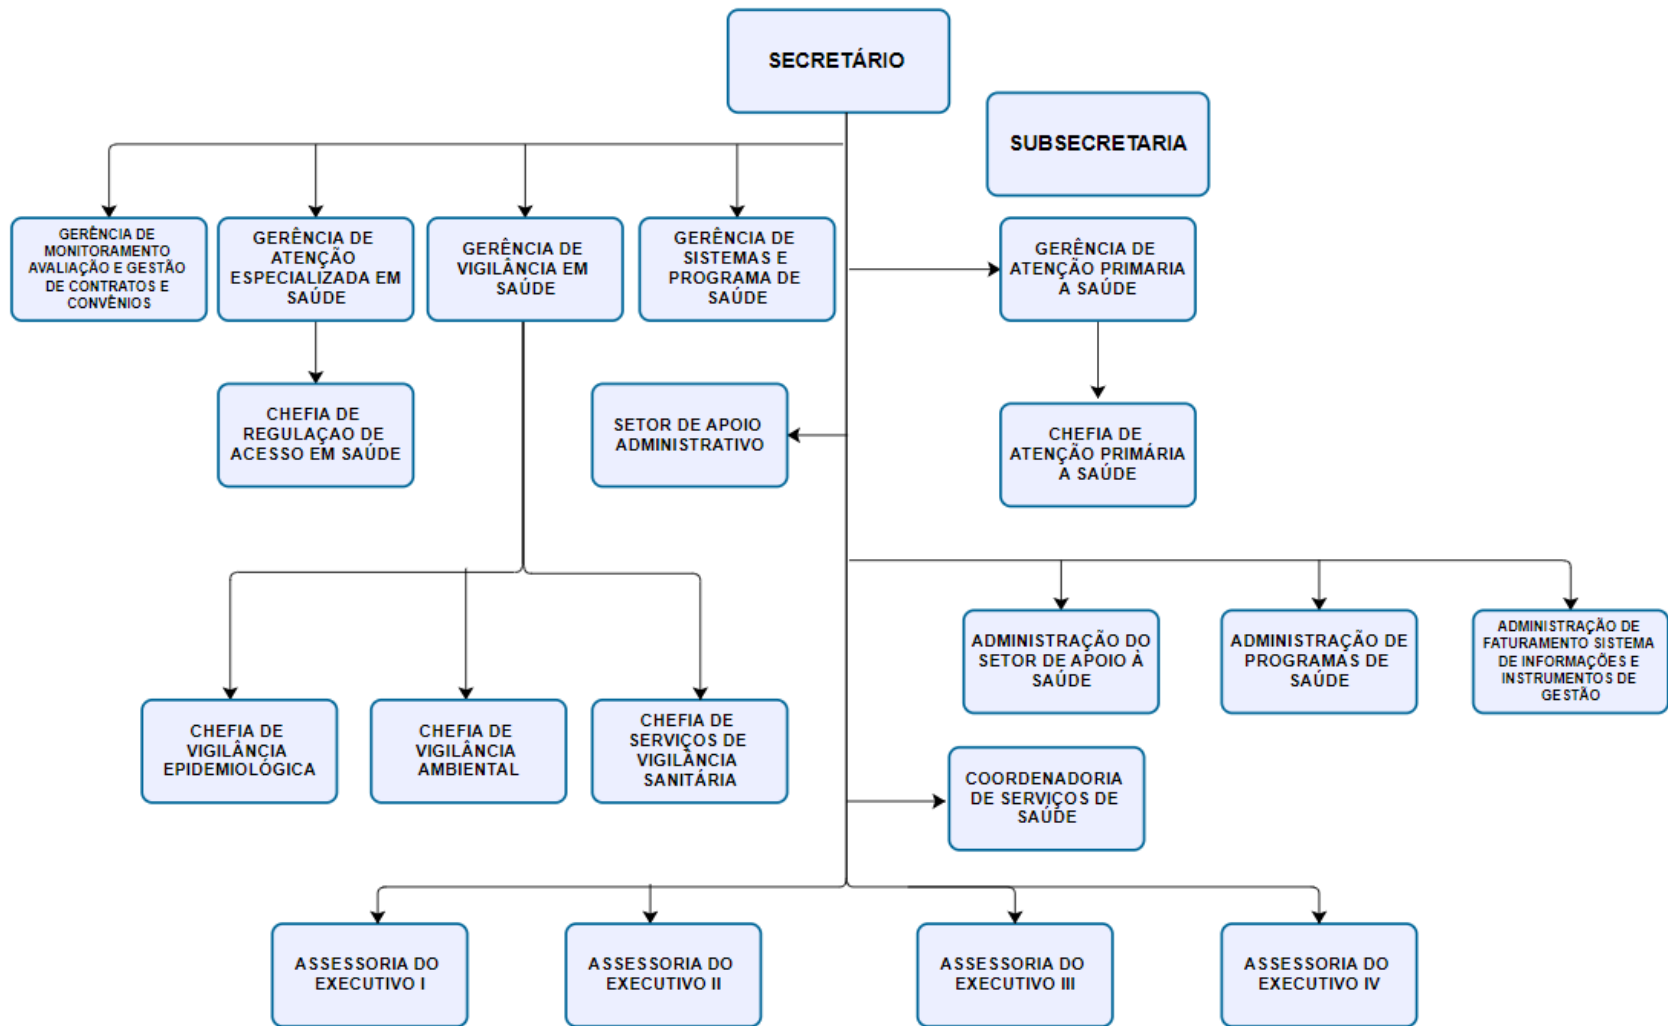 SECRETÁRIO
SUBSECRETARIA
GERÊNCIA DE
MONITORAMENTO
AVALIAÇÃO E GESTÃO
DE CONTRATOS E
CONVÊNIOS
GERÊNCIA DE
ATENÇÃO
ESPECIALIZADA EM
SAÚDE
GERÊNCIA DE
VIGILÂNCIA EM
SAÚDE
GERÊNCIA DE
SISTEMAS E
PROGRAMA DE
SAÚDE
GERÊNCIA DE
ATENÇÃO PRIMARIA
A SAÚDE
CHEFIA DE
REGULAÇAO DE
ACESSO EM SAÚDE
SETOR DE APOIO
ADMINISTRATIVO
CHEFIA DE
ATENÇÃO PRIMÁRIA
A SAÚDE
ADMINISTRAÇÃO DO
SETOR DE APOIO À
SAÚDE
ADMINISTRAÇÃO DE
PROGRAMAS DE
SAÚDE
ADMINISTRAÇÃO DE
FATURAMENTO SISTEMA
DE INFORMAÇÕES E
INSTRUMENTOS DE
GESTÃO
CHEFIA DE
VIGILÂNCIA
EPIDEMIOLÓGICA
CHEFIA DE
VIGILÂNCIA
AMBIENTAL
CHEFIA DE
SERVIÇOS DE
VIGILÂNCIA
SANITÁRIA
COORDENADORIA
DE SERVIÇOS DE
SAÚDE
ASSESSORIA DO
EXECUTIVO I
ASSESSORIA DO
EXECUTIVO II
ASSESSORIA DO
EXECUTIVO III
ASSESSORIA DO
EXECUTIVO IV